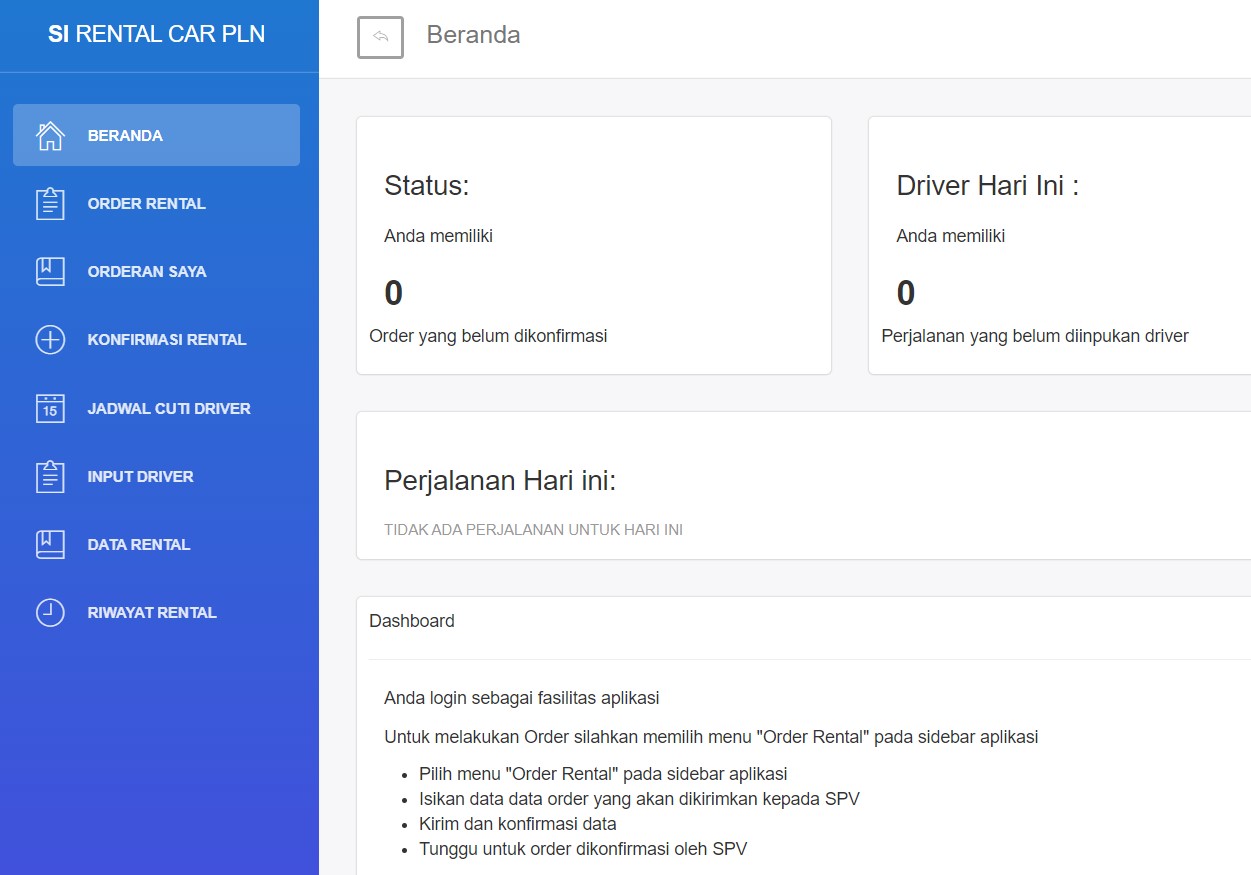 SI RENTAL CAR PLN
BERANDA
ORDER RENTAL
ORDERAN SAYA
KONFIRMASI RENTAL
15
JADWAL CUTI DRIVER
INPUT DRIVER
DATA RENTAL
RIWAYAT RENTAL
Beranda
Status:
Anda memiliki
0
Order yang belum dikonfirmasi
Driver Hari Ini :
Anda memiliki
0
Perjalanan yang belum diinpukan driver
Perjalanan Hari ini:
TIDAK ADA PERJALANAN UNTUK HARI INI
Dashboard
Anda login sebagai fasilitas aplikasi
Untuk melakukan Order silahkan memilih menu "Order Rental" pada sidebar aplikasi
• Pilih menu "Order Rental" pada sidebar aplikasi
• Isikan data data order yang akan dikirimkan kepada SPV
• Kirim dan konfirmasi data
• Tunggu untuk order dikonfirmasi oleh SPV